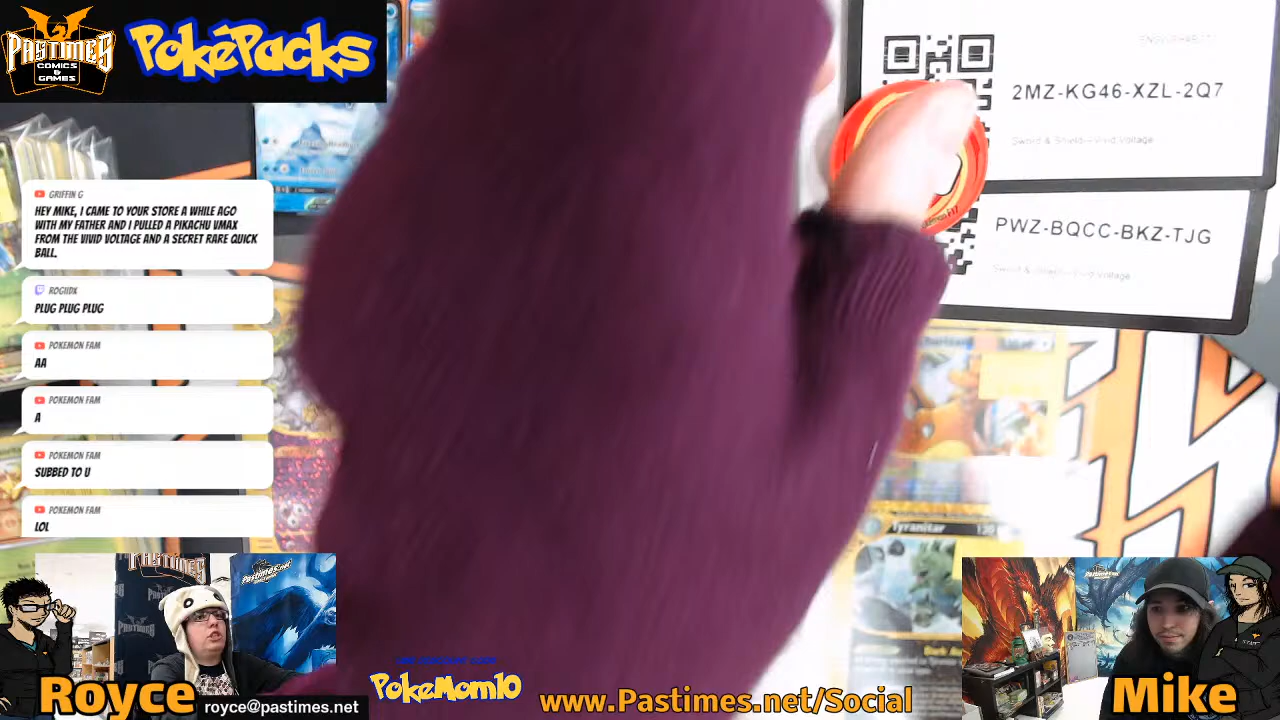 PASTIMES
COMICS
&
GAMES
PokéPacks
GRIFFIN G
HEY MIKE, I CAME TO YOUR STORE A WHILE AGO
WITH MY FATHER AND I PULLED A PIKACHU VMAX
FROM THE VIVID VOLTAGE AND A SECRET RARE QUICK
BALL.
ROGIIDK
PLUG PLUG PLUG
POKEMON FAM
AA
POKEMON FAM
A
POKEMON FAM
SUBBED TO U
POKEMON FAM
LOL
2MZ-KG46-XZL-2Q7
Sword & Shield—Vivid Voltage
PWZ-BQCC-BKZ-TJG
Sword & Shield—Vivid Voltage
Tyranitar
120
PASTIMES
Royce
royce@pastimes.net
PokeMom10
www.Pastimes.net/Social
Mike